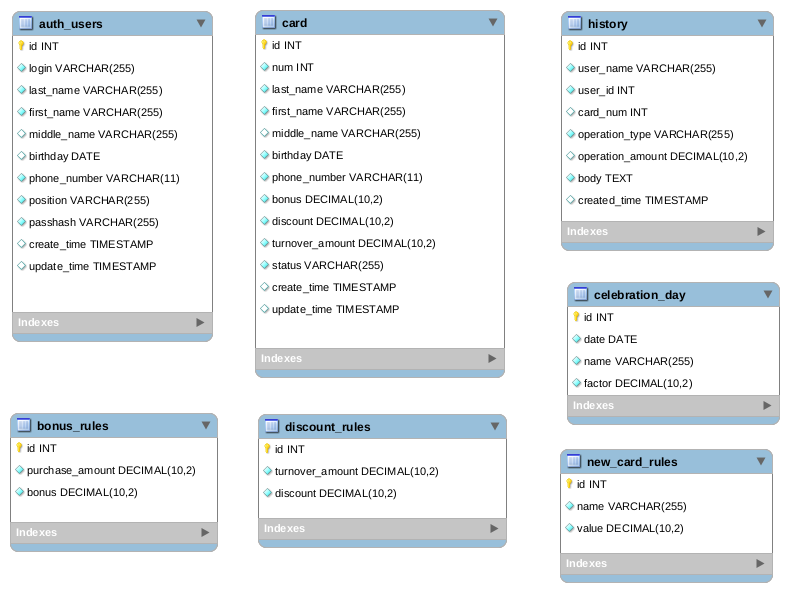 auth_users
id INT
login VARCHAR(255)
last_name VARCHAR(255)
first_name VARCHAR(255)
middle_name VARCHAR(255)
birthday DATE
phone_number VARCHAR(11)
position VARCHAR(255)
passhash VARCHAR(255)
create_time TIMESTAMP
update_time TIMESTAMP
Indexes
card
id INT
num INT
last_name VARCHAR(255)
first_name VARCHAR(255)
middle_name VARCHAR(255)
birthday DATE
phone_number VARCHAR(11)
bonus DECIMAL(10,2)
discount DECIMAL(10,2)
turnover_amount DECIMAL(10,2)
status VARCHAR(255)
create_time TIMESTAMP
update_time TIMESTAMP
Indexes
history
id INT
user_name VARCHAR(255)
user_id INT
card_num INT
operation_type VARCHAR(255)
operation_amount DECIMAL(10,2)
body TEXT
created_time TIMESTAMP
Indexes
celebration_day
id INT
date DATE
name VARCHAR(255)
factor DECIMAL(10,2)
Indexes
bonus_rules
id INT
purchase_amount DECIMAL(10,2)
bonus DECIMAL(10,2)
Indexes
discount_rules
id INT
turnover_amount DECIMAL(10,2)
discount DECIMAL(10,2)
Indexes
new_card_rules
id INT
name VARCHAR(255)
value DECIMAL(10,2)
Indexes